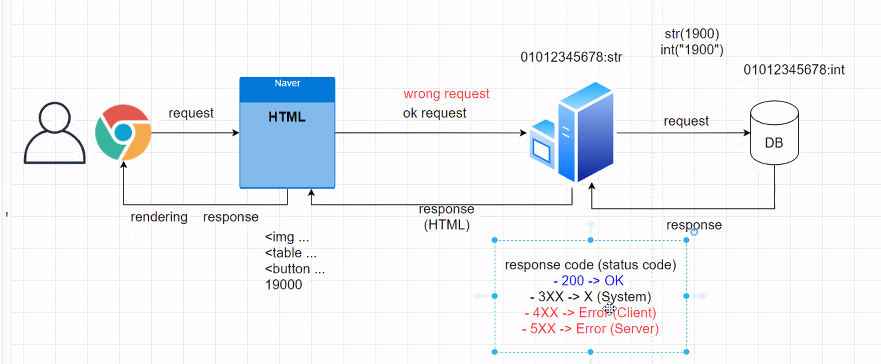 str(1900)
int("1900")
01012345678:str
01012345678:int
Naver
HTML
request
wrong request
ok request
request
DB
rendering
response
response
(HTML)
response
<img ...
<table ...
<button ...
19000
response code (status code)
- 200 -> OK
- 3XX -> X (System)
- 4XX -> Error (Client)
- 5XX -> Error (Server)